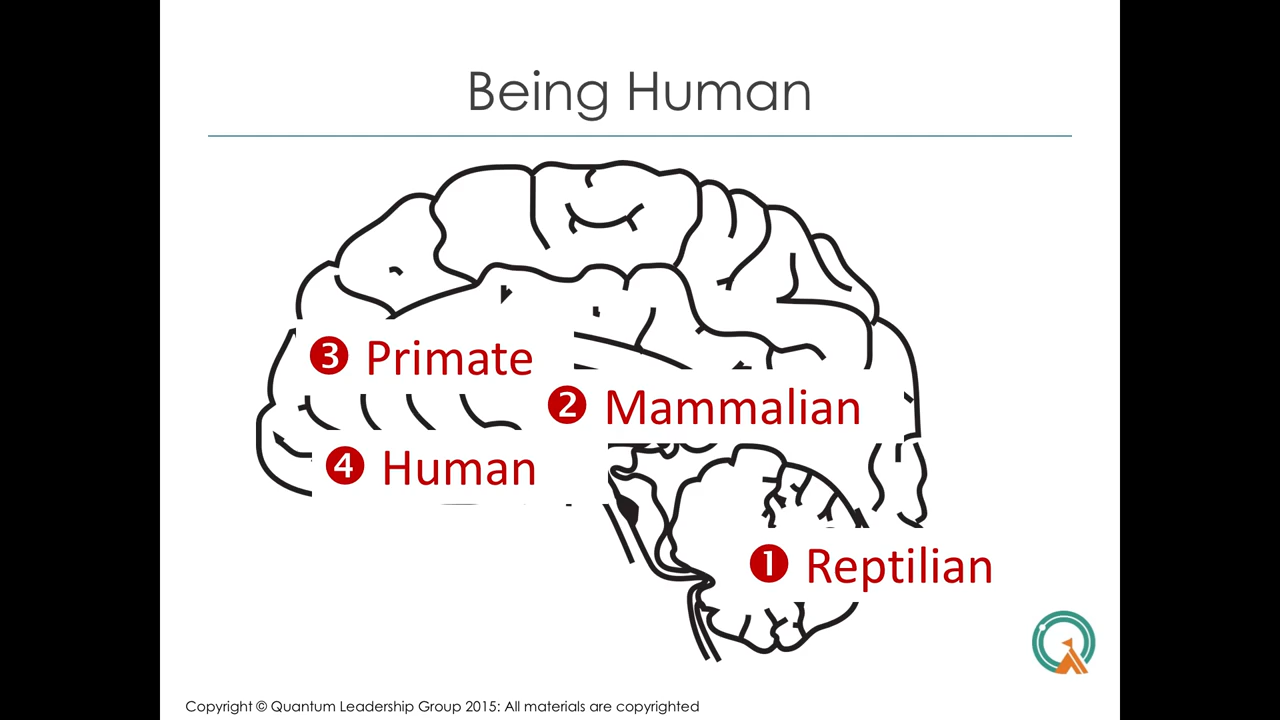 Being Human
❸ Primate
❷ Mammalian
❹ Human
❶ Reptilian
Copyright © Quantum Leadership Group 2015: All materials are copyrighted